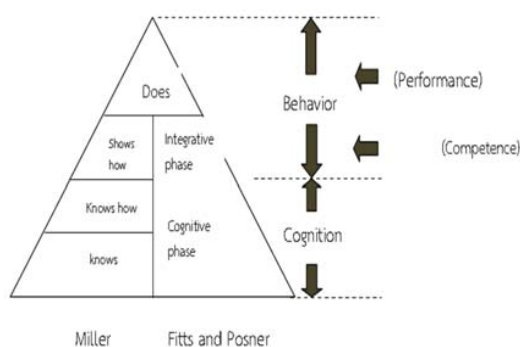 Does
(Performance)
Behavior
Shows
how
Integrative
phase
(Competence)
Knows how
Cognitive
phase
Cognition
knows
Miller
Fitts and Posner